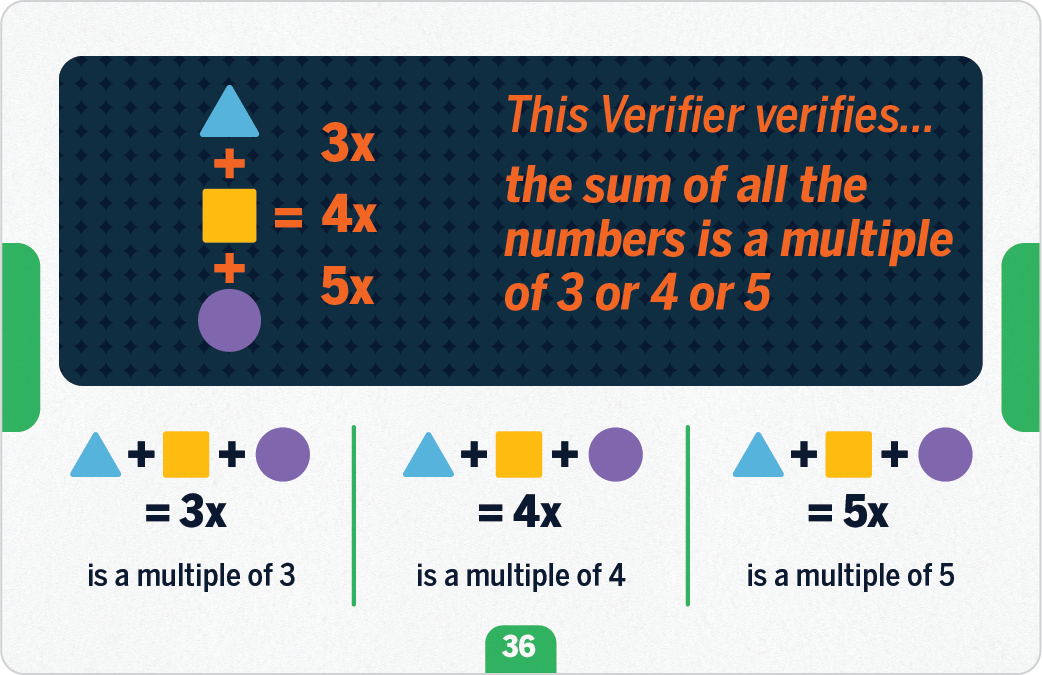 This Verifier verifies...
the sum of all the
numbers is a multiple
of 3 or 4 or 5
+
= 3x
4x
5x
+
+ +
= 3x
is a multiple of 3
+ +
= 4x
is a multiple of 4
+ +
= 5x
is a multiple of 5
36